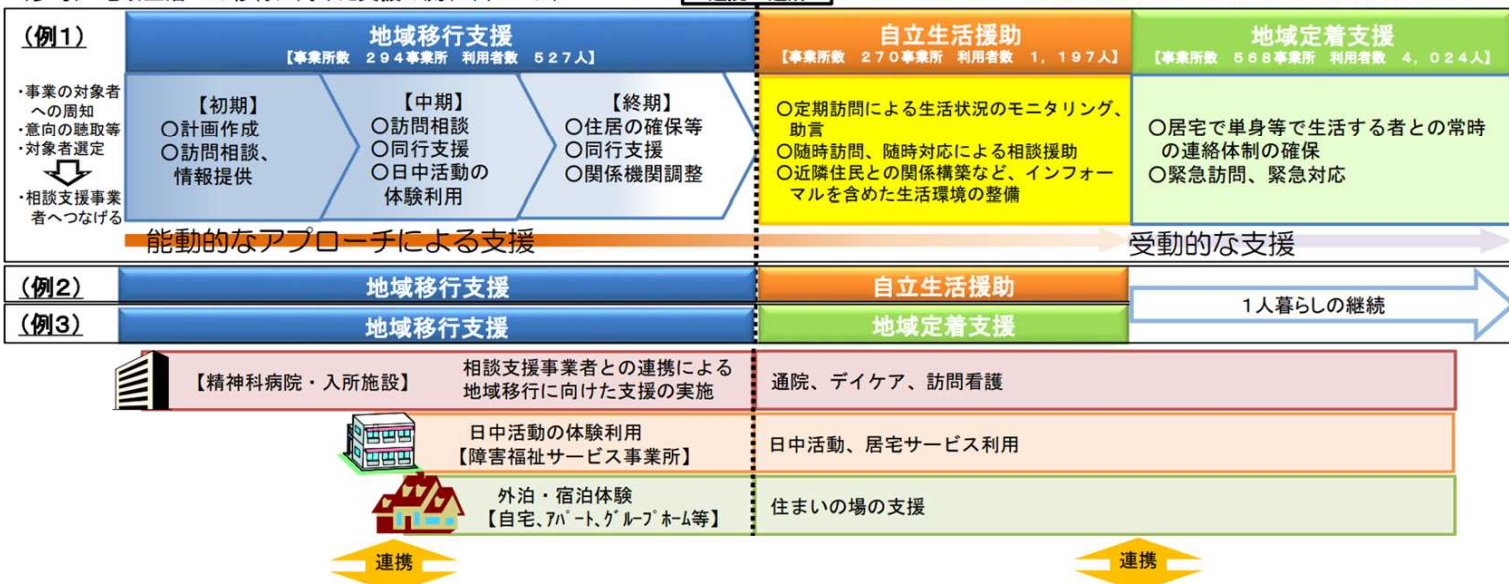 (例1)
地域移行支援
【事業所数 294事業所 利用者数 527人】
自立生活援助
【事業所数 270事業所 利用者数 1,197人】
地域定着支援
【事業所数 568事業所 利用者数 4,024人】
・事業の対象者
への周知
・意向の聴取等
・対象者選定
・相談支援事業
者へつなげる
【初期】
〇計画作成
〇訪問相談、
情報提供
【中期】
〇訪問相談
〇同行支援
〇日中活動の
体験利用
【終期】
〇住居の確保等
〇同行支援
〇関係機関調整
〇定期訪問による生活状況のモニタリング、
助言
〇随時訪問、随時対応による相談援助
〇近隣住民との関係構築など、インフォー
マルを含めた生活環境の整備
〇居宅で単身等で生活する者との常時
の連絡体制の確保
〇緊急訪問、緊急対応
能動的なアプローチによる支援
受動的な支援
(例2)
地域移行支援
自立生活援助
(例3)
地域移行支援
地域定着支援
1人暮らしの継続
【精神科病院・入所施設】
相談支援事業者との連携による
地域移行に向けた支援の実施
通院、デイケア、訪問看護
日中活動の体験利用
【障害福祉サービス事業所】
日中活動、居宅サービス利用
外泊・宿泊体験
【自宅、アパート、グループホーム等】
住まいの場の支援
連携
連携